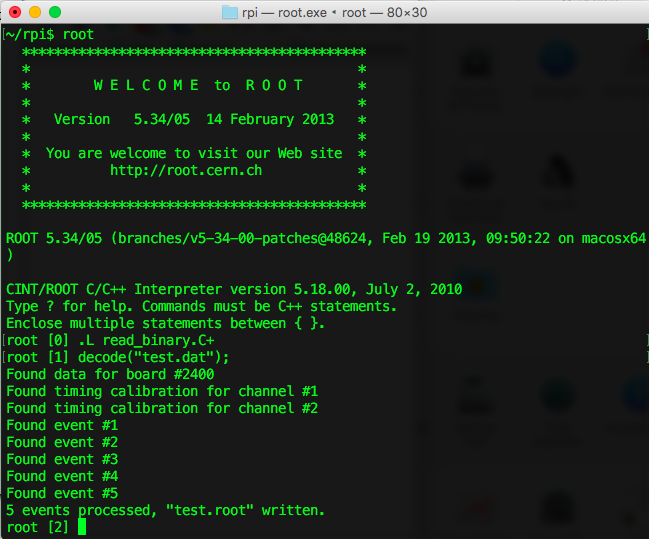 rpi — root.exe ◂ root — 80×30
[~/rpi$ root
*******************************************
*                                         *
*        W E L C O M E  to  R O O T       *
*                                         *
*   Version   5.34/05  14 February 2013   *
*                                         *
*  You are welcome to visit our Web site  *
*          http://root.cern.ch            *
*                                         *
*******************************************
ROOT 5.34/05 (branches/v5-34-00-patches@48624, Feb 19 2013, 09:50:22 on macosx64
)
CINT/ROOT C/C++ Interpreter version 5.18.00, July 2, 2010
Type ? for help. Commands must be C++ statements.
Enclose multiple statements between { }.
[root [0] .L read_binary.C+
[root [1] decode("test.dat");
Found data for board #2400
Found timing calibration for channel #1
Found timing calibration for channel #2
Found event #1
Found event #2
Found event #3
Found event #4
Found event #5
5 events processed, "test.root" written.
root [2]